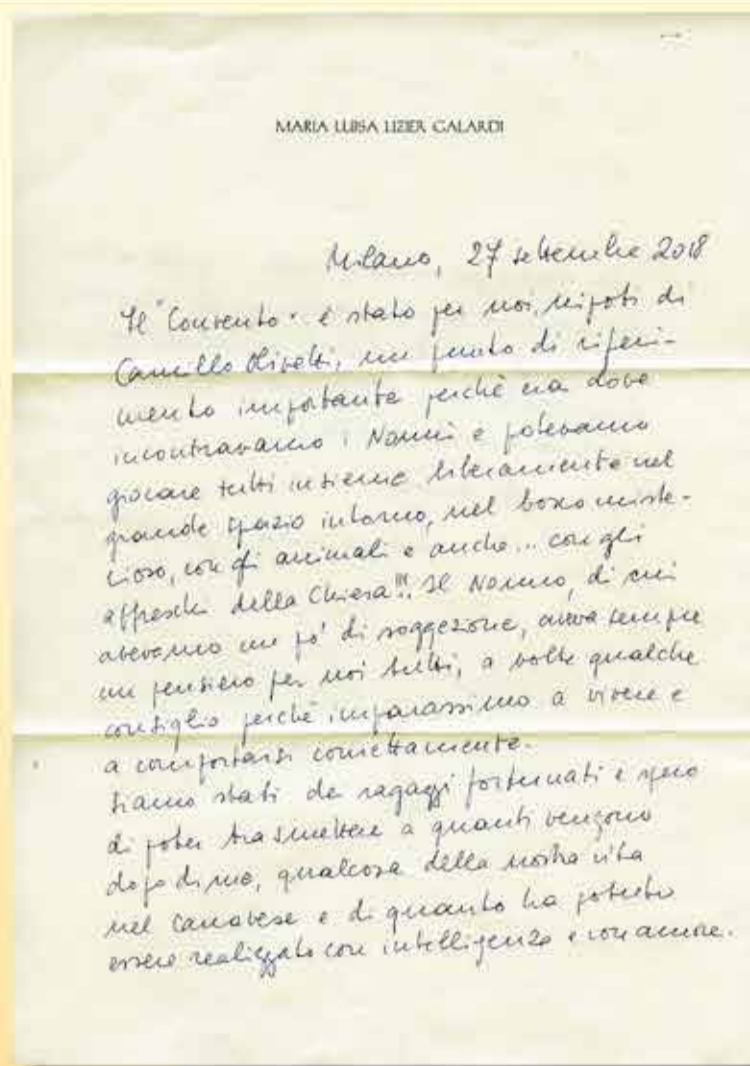 MARIA LUISA LIZIER GALARDI
Milano, 27 settembre 2018
Il "Convento" è stato per noi, nipoti di
Camillo Olivetti, un punto di riferi-
mento importante perchè era dove
incontravamo i Nonni e potevamo
giocare tutti insieme liberamente nel
grande spazio intorno, nel bosco miste-
rioso, con gli animali e anche... con gli
affreschi della Chiesa!!! Il Nonno, di cui
avevamo un pò di soggezione, aveva sempre
un pensiero per noi tutti, a volte qualche
consiglio perchè imparassimo a vivere e
a comportarsi correttamente.
Siamo stati dei ragazzi fortunati e spero
di poter trasmettere a quanti vengono
dopo di me, qualcosa della nostra vita
nel Canavese e di quanto ha potuto
essere realizzato con intelligenza e con amore.